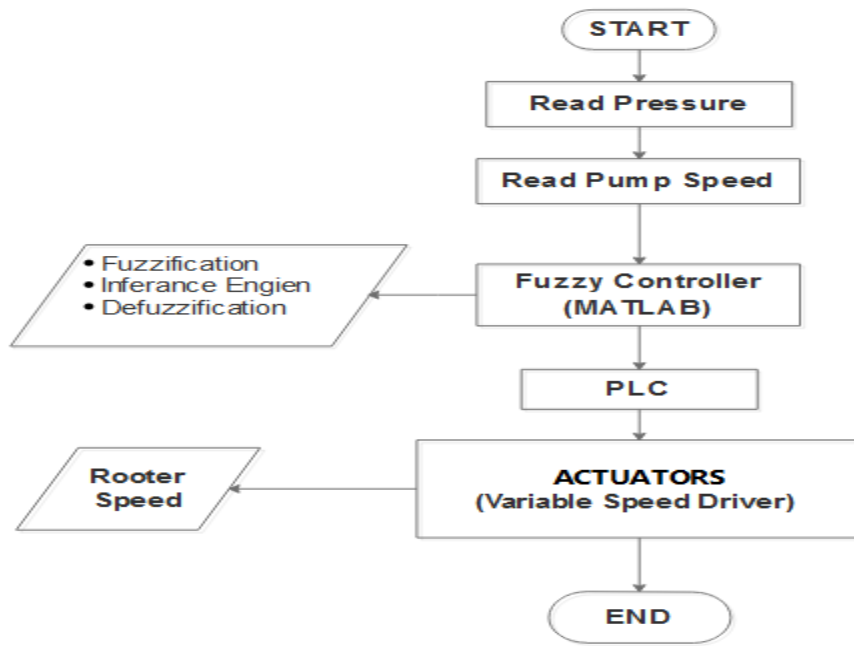 START
Read Pressure
Read Pump Speed
• Fuzzification
• Inferance Engien
• Defuzzification
Fuzzy Controller
(MATLAB)
PLC
Rooter
Speed
ACTUATORS
(Variable Speed Driver)
END